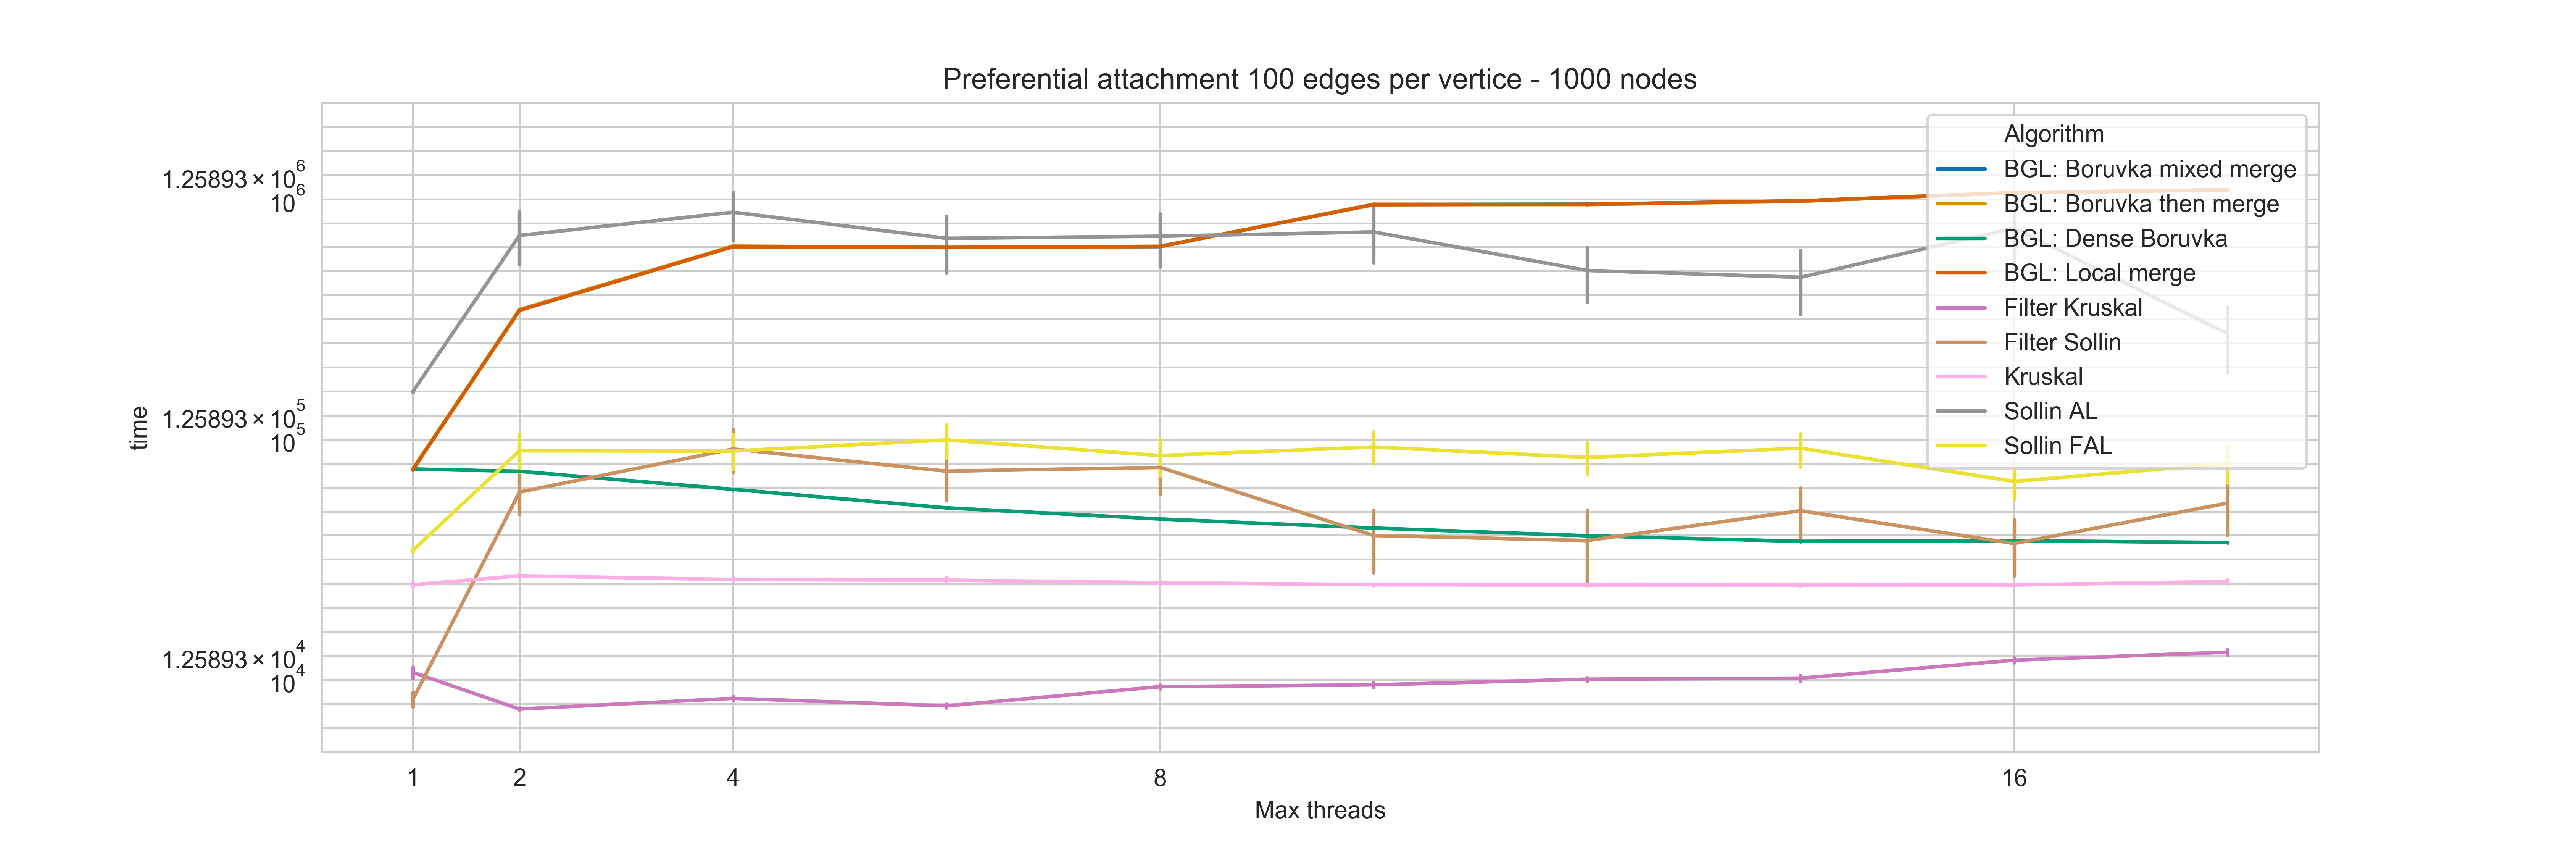 Preferential attachment 100 edges per vertice - 1000 nodes
1.25893 × 10^6
10^6
1.25893 × 10^5
10^5
1.25893 × 10^4
10^4
time
Algorithm
BGL: Boruvka mixed merge
BGL: Boruvka then merge
BGL: Dense Boruvka
BGL: Local merge
Filter Kruskal
Filter Sollin
Kruskal
Sollin AL
Sollin FAL
1 2 4 8 16
Max threads